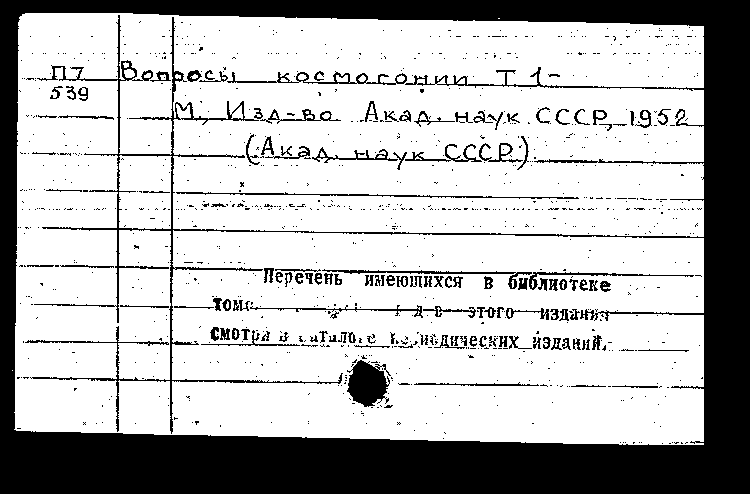 П7 Вопросы космогонии Т 1-
539
М., Изд-во Акад. наук СССР, 1952
(Акад. наук СССР)
Перечень имеющихся в библиотеке
этого издания
смотри в каталоге периодических изданий.